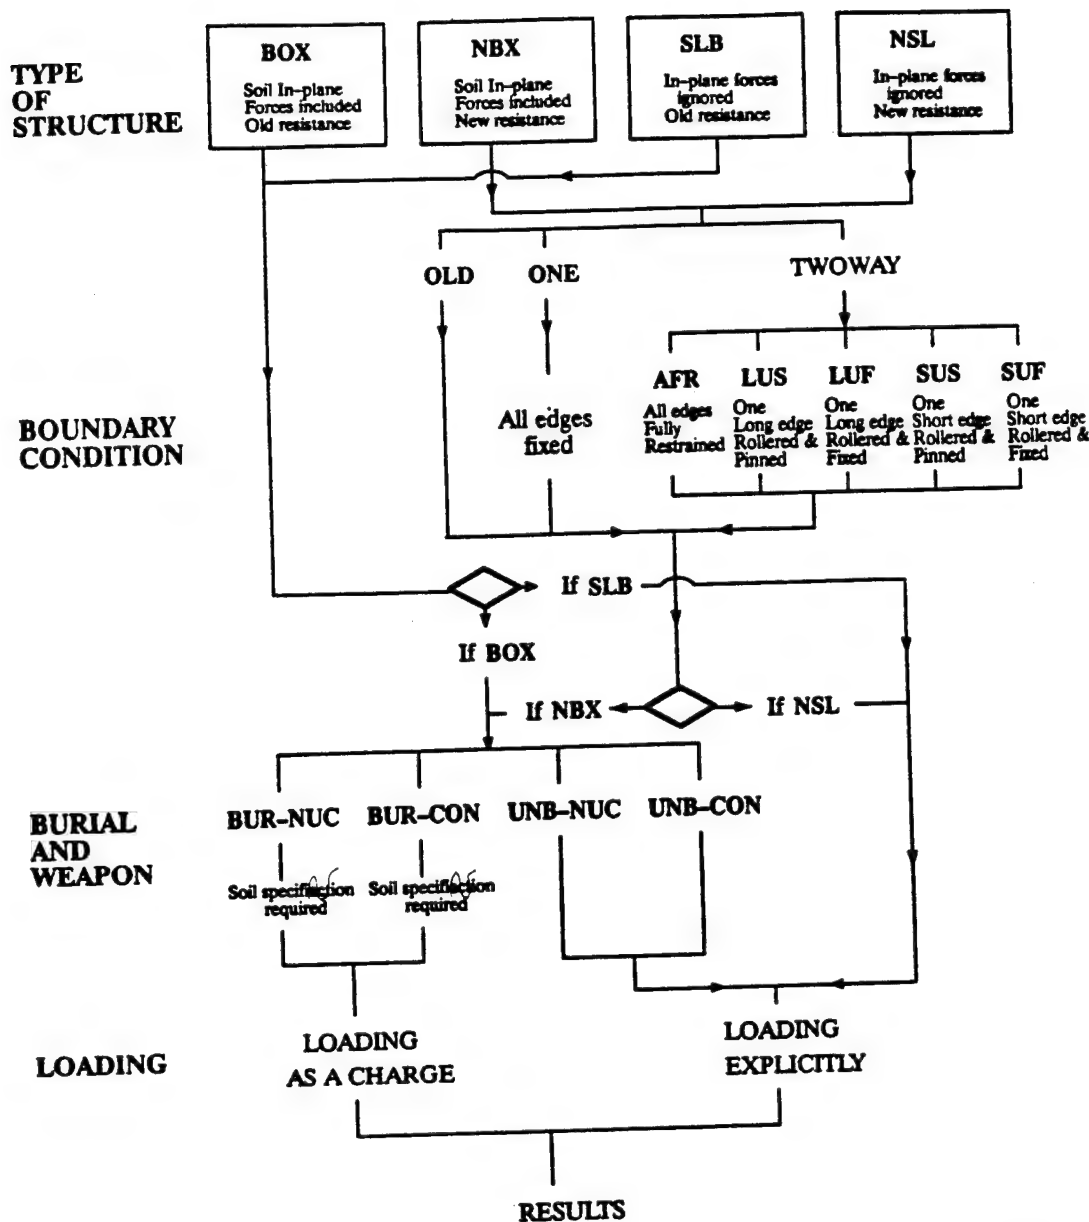 TYPE
OF
STRUCTURE
BOX
Soil In-plane
Forces included
Old resistance
NBX
Soil In-plane
Forces included
New resistance
SLB
In-plane forces
ignored
Old resistance
NSL
In-plane forces
ignored
New resistance
OLD
ONE
TWOWAY
BOUNDARY
CONDITION
All edges
fixed
AFR
All edges
Fully
Restrained
LUS
One
Long edge
Rollered &
Pinned
LUF
One
Long edge
Rollered &
Fixed
SUS
One
Short edge
Rollered &
Pinned
SUF
One
Short edge
Rollered &
Fixed
If SLB
If BOX
If NBX
If NSL
BURIAL
AND
WEAPON
BUR-NUC
BUR-CON
UNB-NUC
UNB-CON
Soil specifiaction
required
Soil specifiaction
required
LOADING
LOADING
AS A CHARGE
LOADING
EXPLICITLY
RESULTS